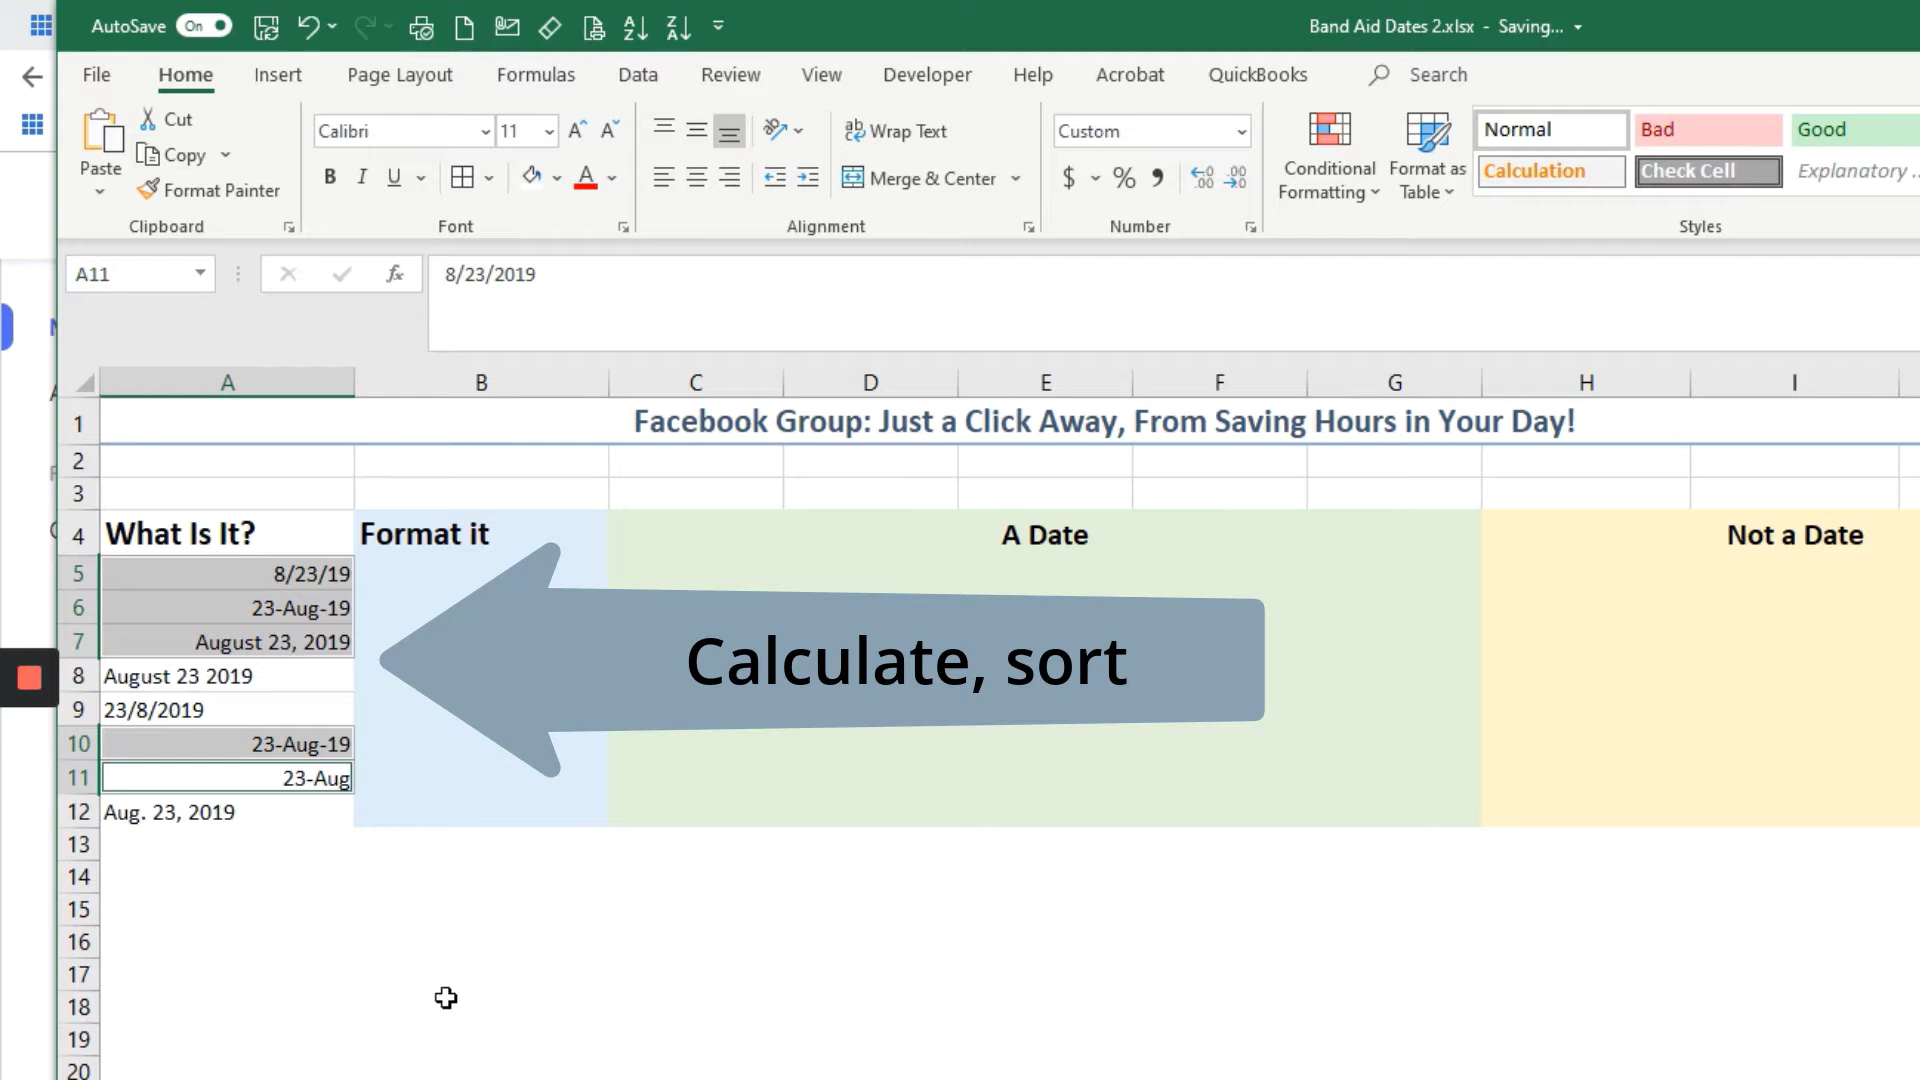 AutoSave On
Band Aid Dates 2.xlsx - Saving...
File Home Insert Page Layout Formulas Data Review View Developer Help Acrobat QuickBooks Search
Cut
Copy
Format Painter
Paste
Clipboard
Calibri 11
B I U
Font
Wrap Text
Merge & Center
Alignment
Custom
$ %
Number
Conditional Formatting
Format as Table
Normal Bad Good
Calculation Check Cell Explanatory ...
Styles
A11 fx 8/23/2019
A B C D E F G H I
1 Facebook Group: Just a Click Away, From Saving Hours in Your Day!
2
3
4 What Is It? Format it A Date Not a Date
5 8/23/19
6 23-Aug-19
7 August 23, 2019
Calculate, sort
8 August 23 2019
9 23/8/2019
10 23-Aug-19
11 23-Aug
12 Aug. 23, 2019
13
14
15
16
17
18
19
20